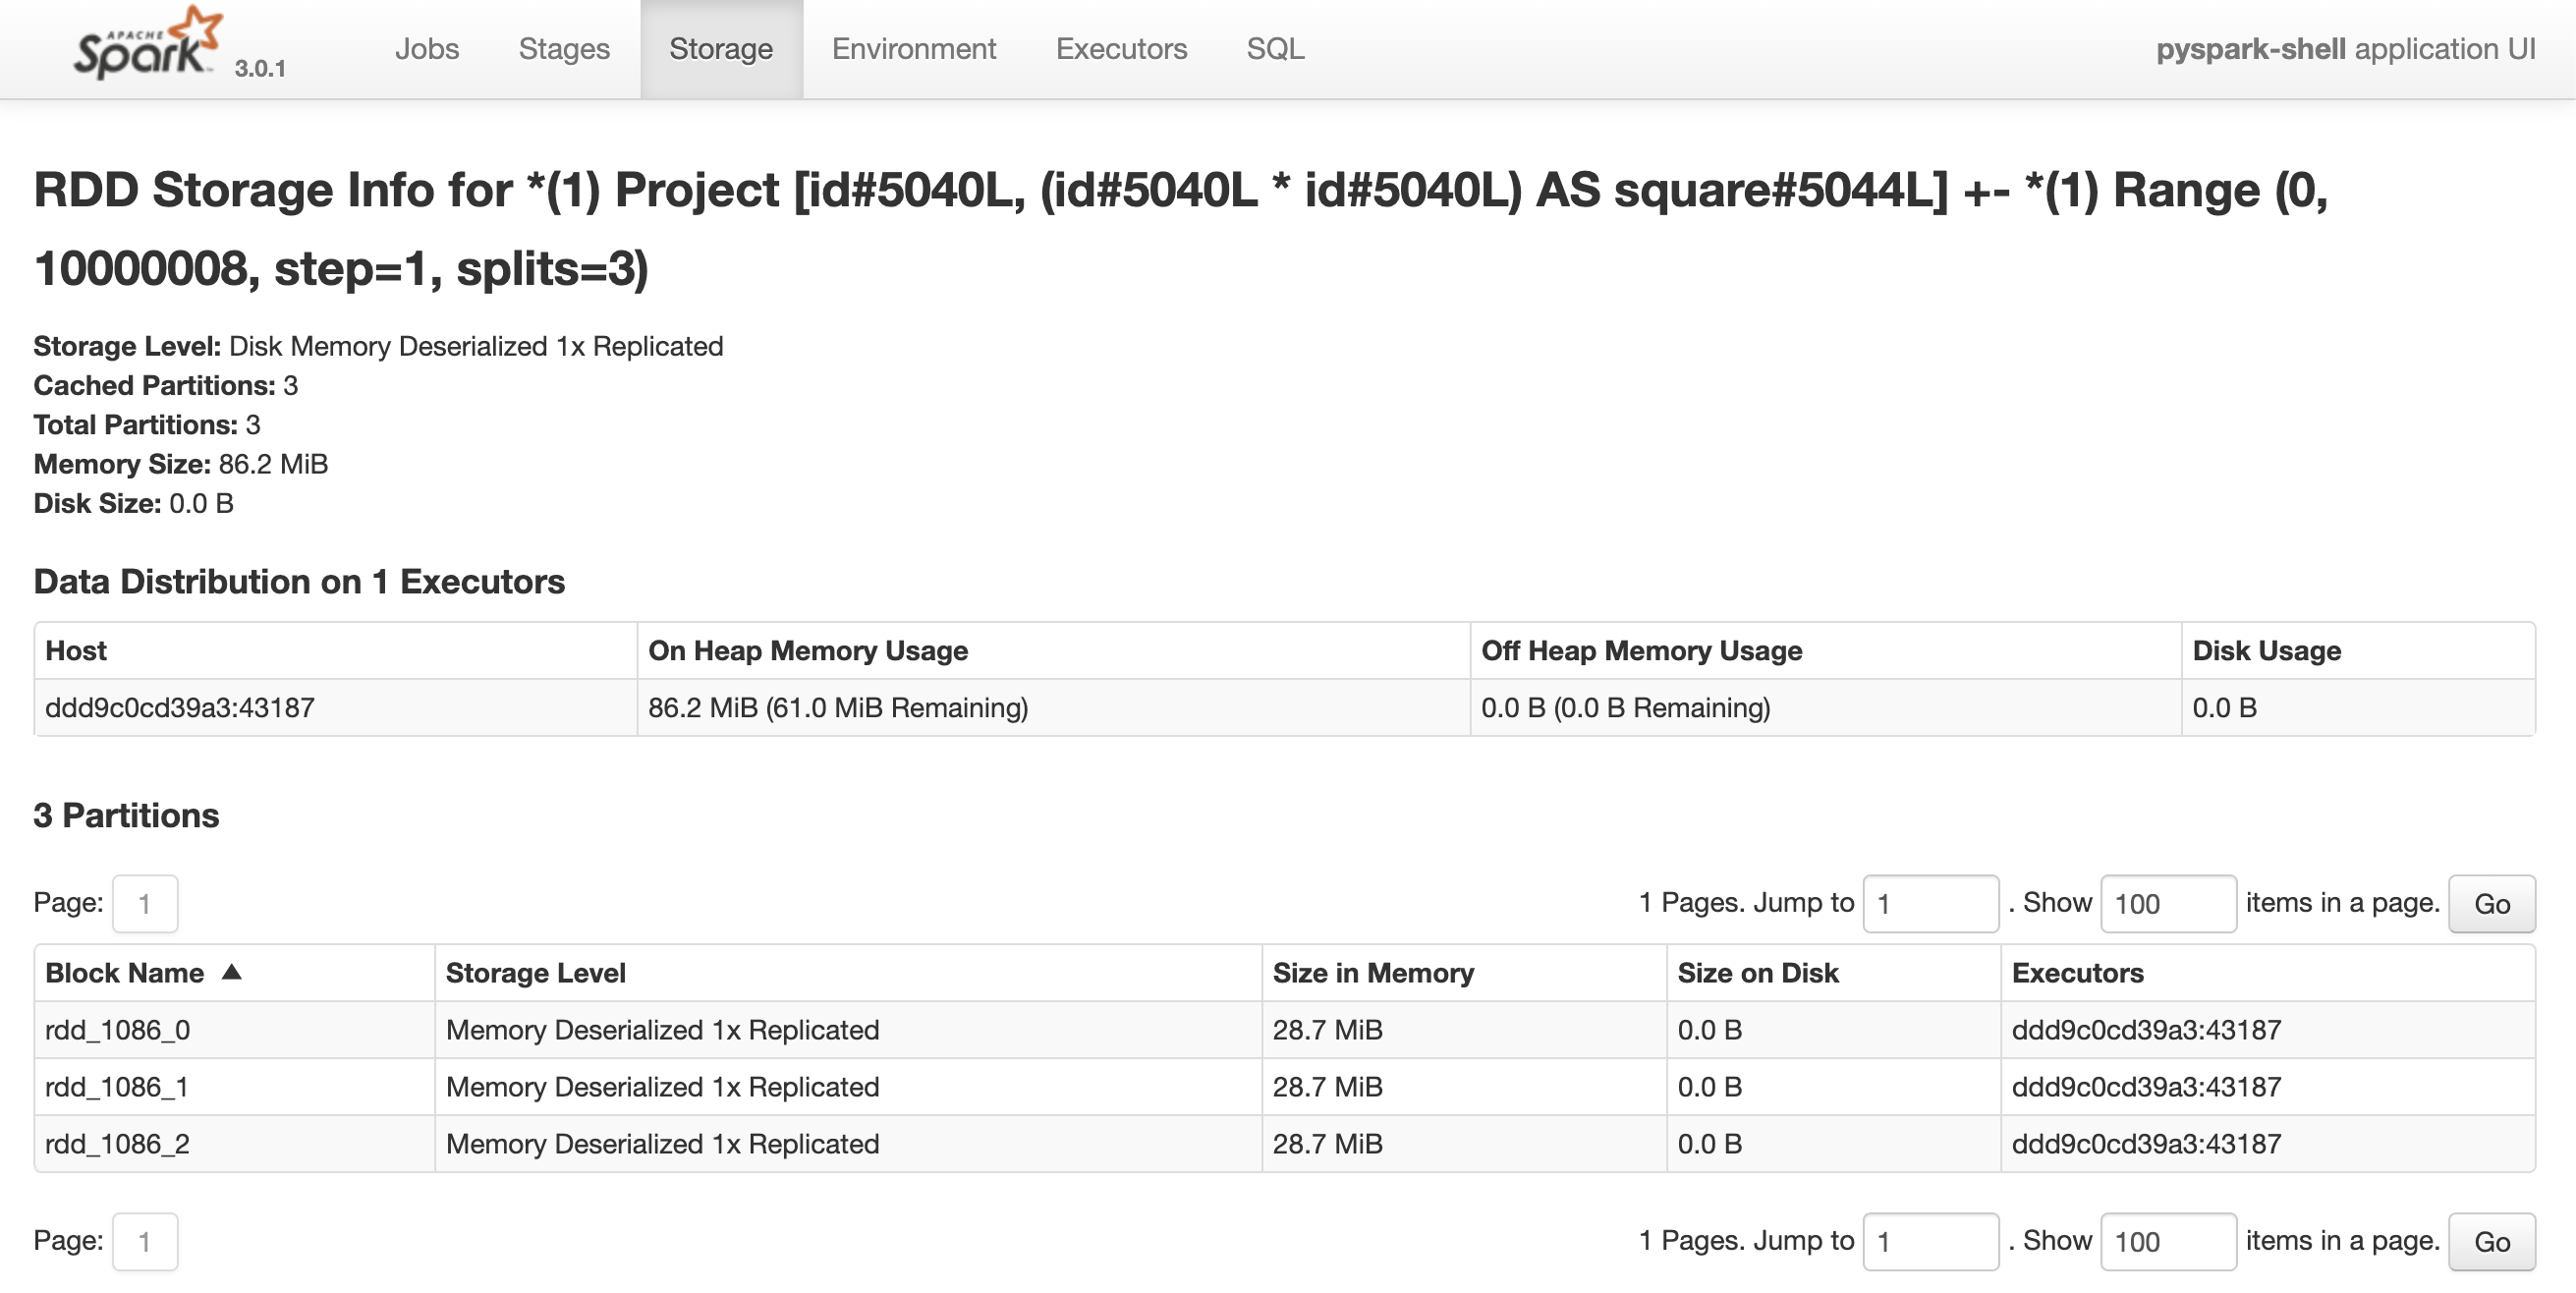 APACHE Spark 3.0.1 Jobs Stages Storage Environment Executors SQL pyspark-shell application UI
RDD Storage Info for *(1) Project [id#5040L, (id#5040L * id#5040L) AS square#5044L] +- *(1) Range (0,
10000008, step=1, splits=3)
Storage Level: Disk Memory Deserialized 1x Replicated
Cached Partitions: 3
Total Partitions: 3
Memory Size: 86.2 MiB
Disk Size: 0.0 B
Data Distribution on 1 Executors
Host On Heap Memory Usage Off Heap Memory Usage Disk Usage
ddd9c0cd39a3:43187 86.2 MiB (61.0 MiB Remaining) 0.0 B (0.0 B Remaining) 0.0 B
3 Partitions
Page: 1 1 Pages. Jump to 1 . Show 100 items in a page. Go
Block Name ▲ Storage Level Size in Memory Size on Disk Executors
rdd_1086_0 Memory Deserialized 1x Replicated 28.7 MiB 0.0 B ddd9c0cd39a3:43187
rdd_1086_1 Memory Deserialized 1x Replicated 28.7 MiB 0.0 B ddd9c0cd39a3:43187
rdd_1086_2 Memory Deserialized 1x Replicated 28.7 MiB 0.0 B ddd9c0cd39a3:43187
Page: 1 1 Pages. Jump to 1 . Show 100 items in a page. Go